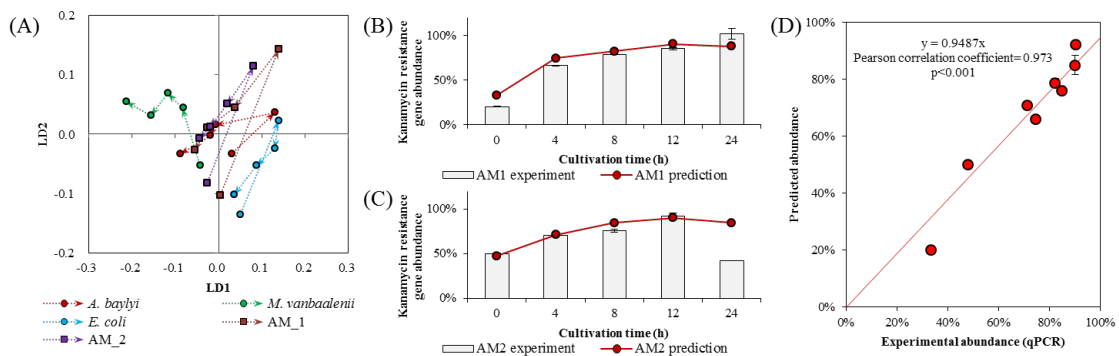 (A)
0.2
0.1
0.0
-0.1
-0.2
LD2
-0.3
-0.2
-0.1
0.0
0.1
0.2
0.3
LD1
A. baylyi
M. vanbaalenii
E. coli
AM_1
AM_2
(B)
Kanamycin resistance
gene abundance
100%
50%
0%
0
4
8
12
24
Cultivation time (h)
AM1 experiment
AM1 prediction
(C)
Kanamycin resistance
gene abundance
100%
50%
0%
0
4
8
12
24
Cultivation time (h)
AM2 experiment
AM2 prediction
(D)
100%
80%
60%
40%
20%
0%
Predicted abundance
y = 0.9487x
Pearson correlation coefficient= 0.973
p<0.001
0%
20%
40%
60%
80%
100%
Experimental abundance (qPCR)